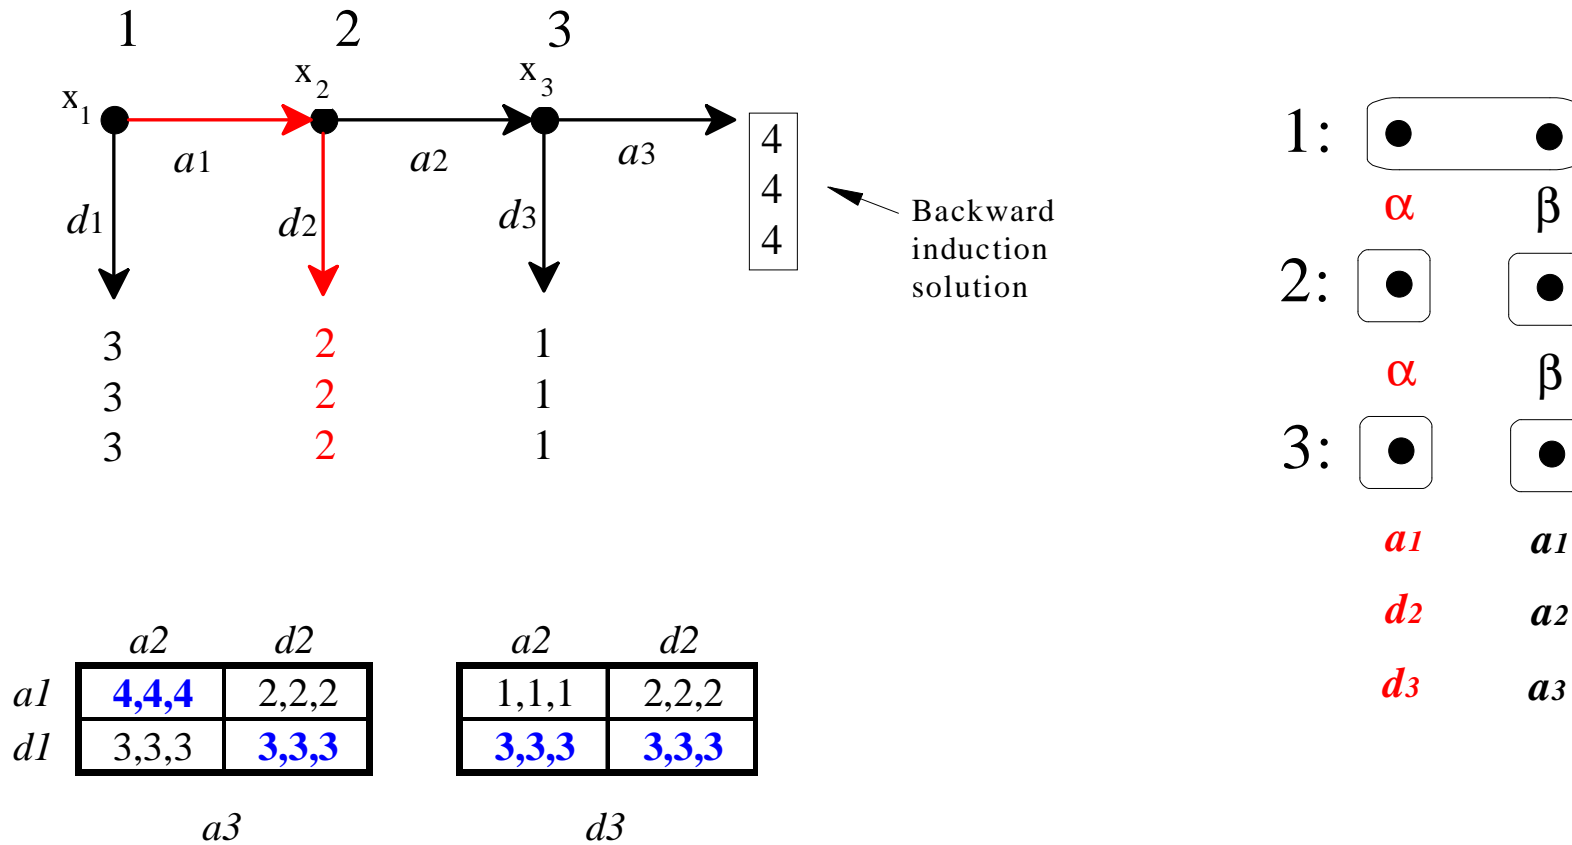 1 2 3
x1 x2 x3
a1 a2 a3
d1 d2 d3
4
4
4
Backward
induction
solution
3 2 1
3 2 1
3 2 1
1:
α β
2:
α β
3:
a1 a1
d2 a2
d3 a3
a2 d2 a2 d2
a1 4,4,4 2,2,2 1,1,1 2,2,2
d1 3,3,3 3,3,3 3,3,3 3,3,3
a3 d3